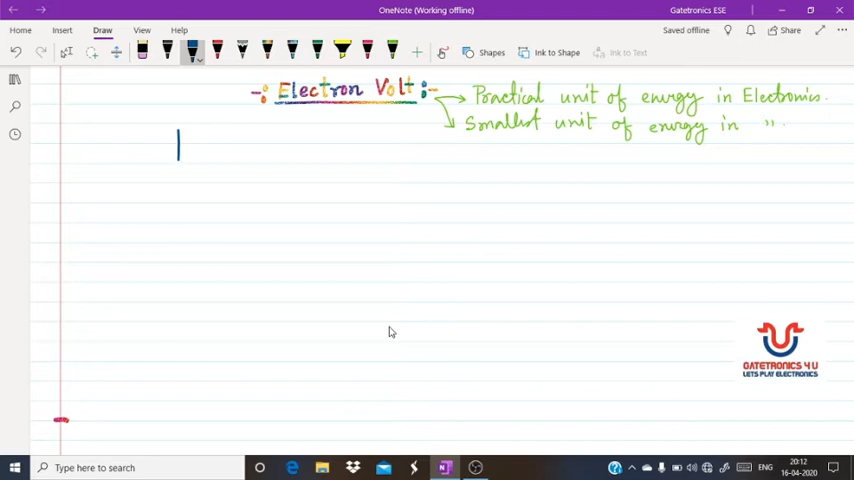 OneNote (Working offline)
Gatetronics ESE
Home Insert Draw View Help
Saved offline
Share
Shapes
Ink to Shape
Ink to Text
-: Electron Volt :-
Practical unit of energy in Electronics.
Smallest unit of energy in ".
|
GATETRONICS 4 U
LETS PLAY ELECTRONICS
Type here to search
ENG
20:12
16-04-2020